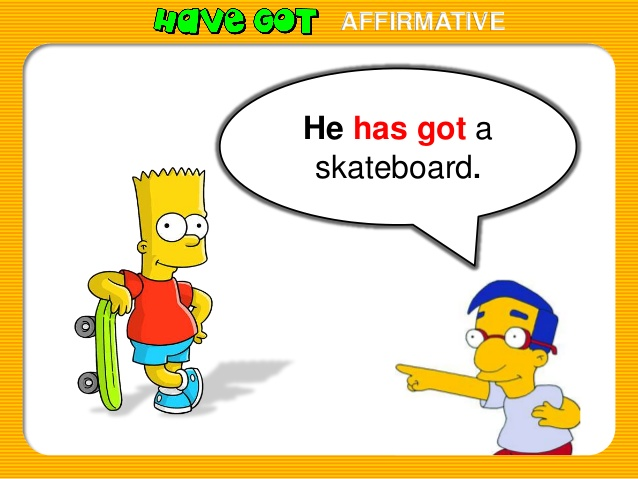 HAVE GOT AFFIRMATIVE
He has got a
skateboard.